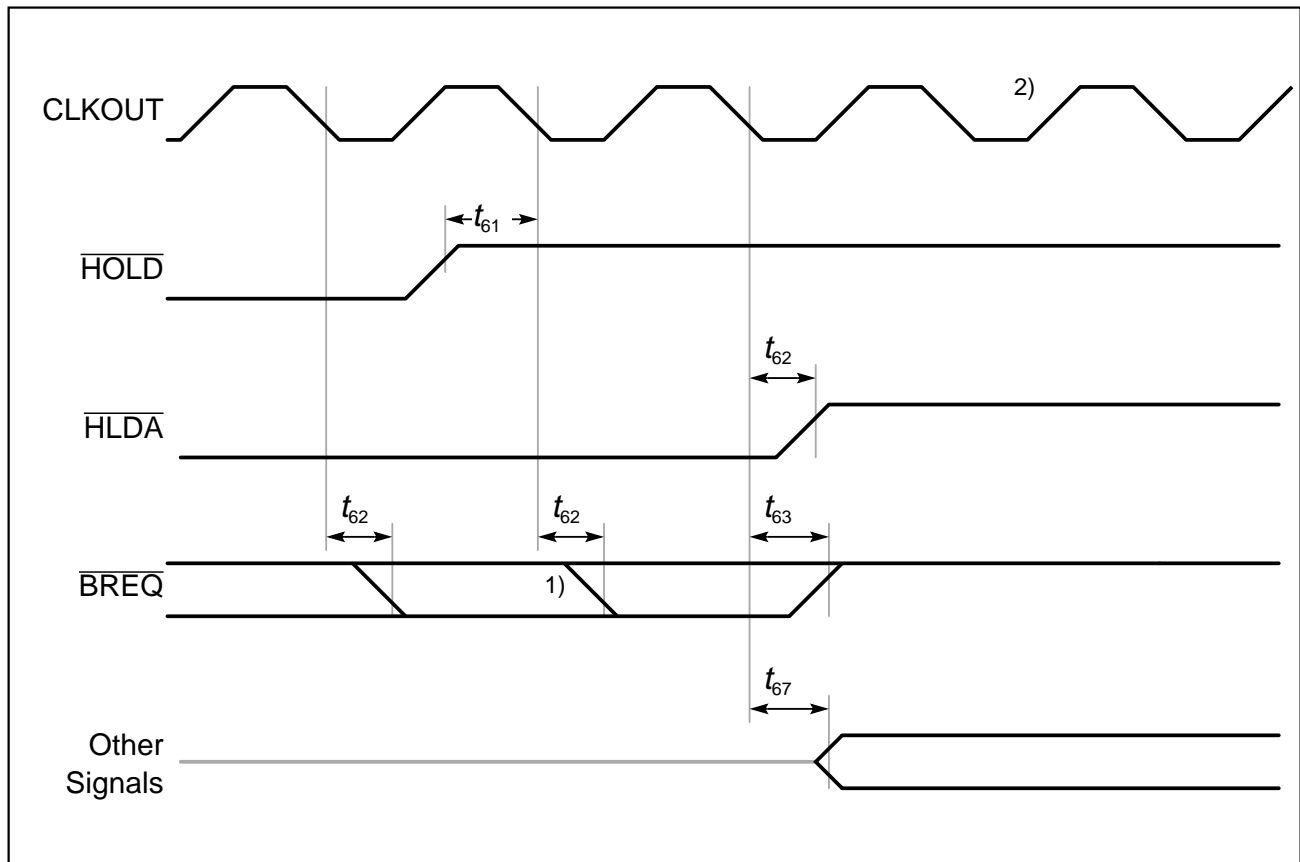 CLKOUT
2)
t61
HOLD
t62
HLDA
t62
t62
t63
BREQ
1)
t67
Other
Signals